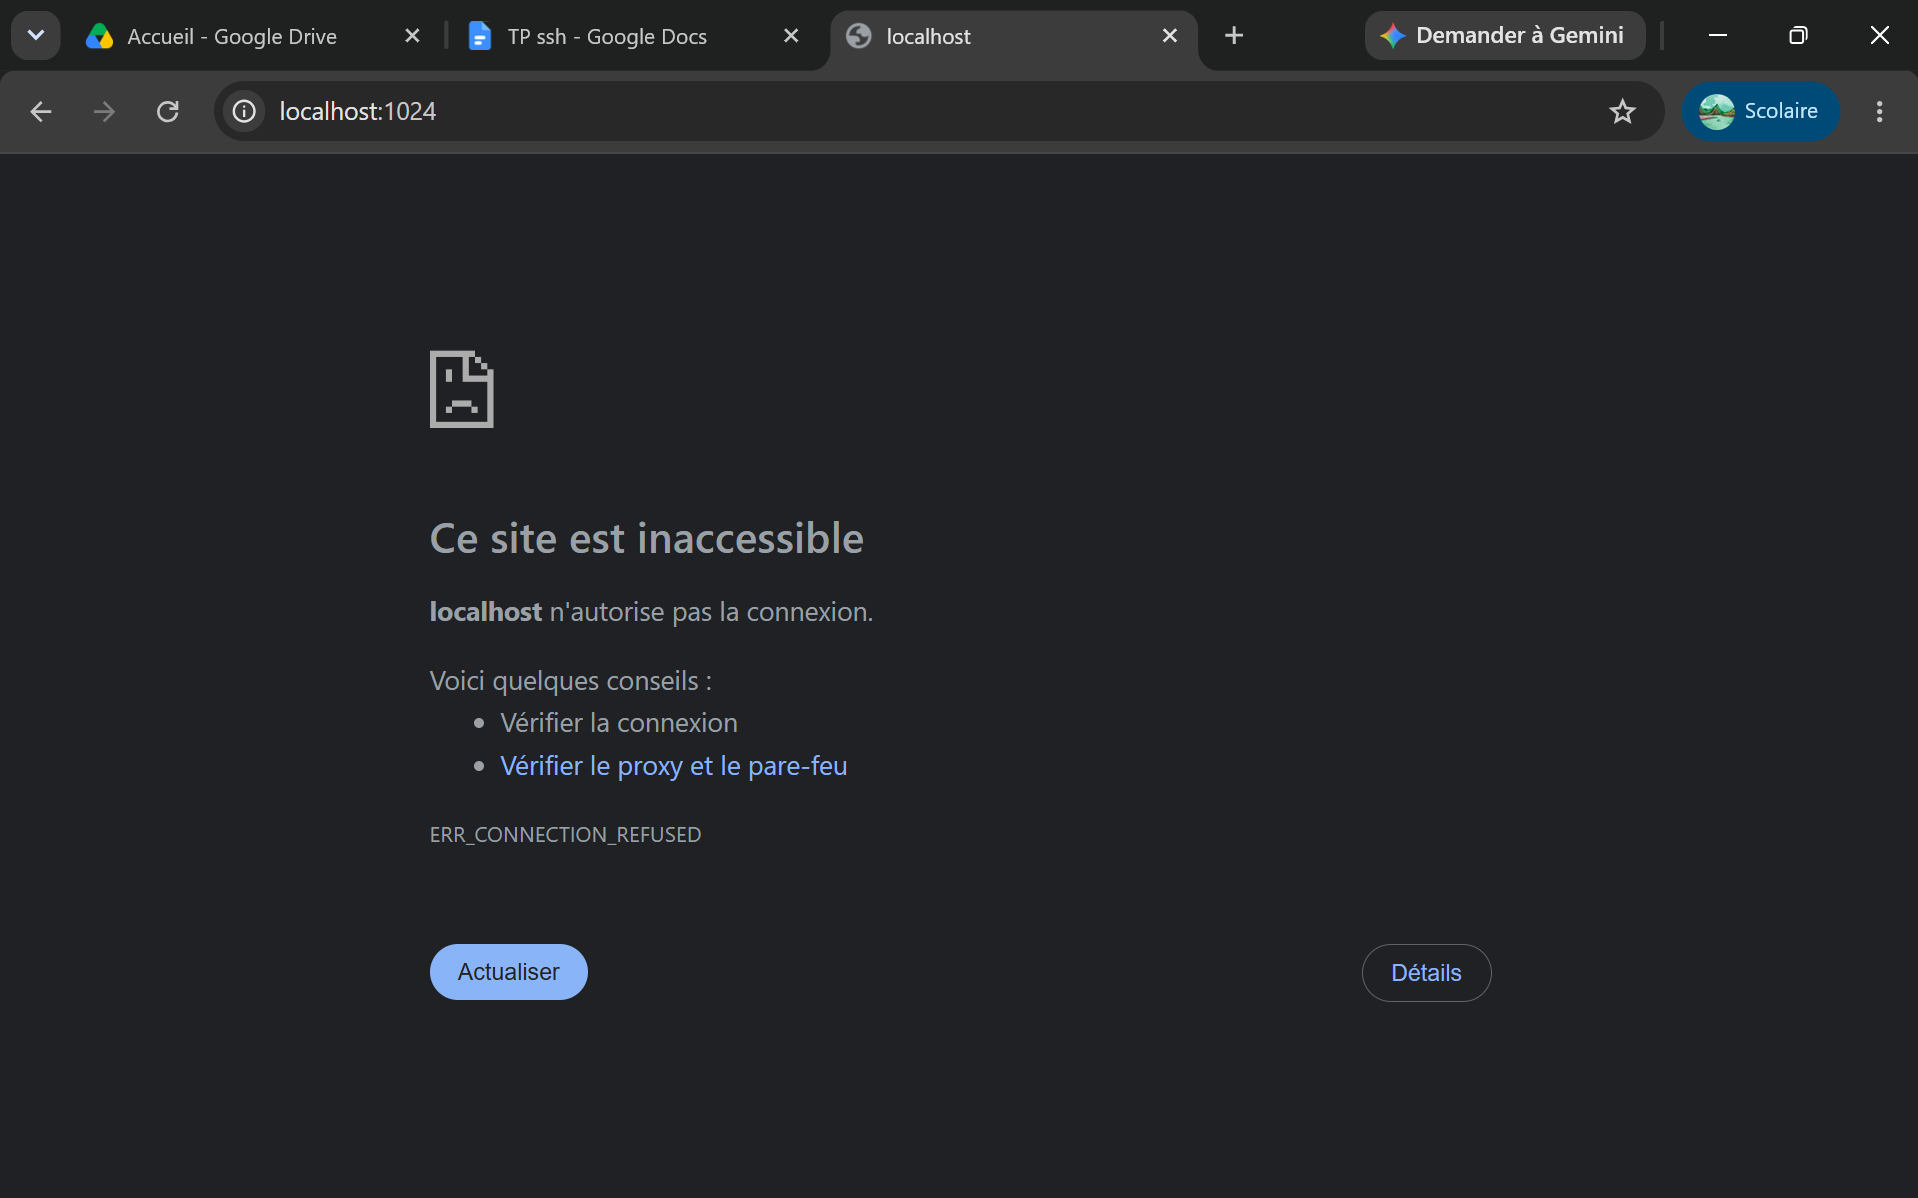 Accueil - Google Drive
TP ssh - Google Docs
localhost
Demander à Gemini
localhost:1024
Scolaire
Ce site est inaccessible
localhost n'autorise pas la connexion.
Voici quelques conseils :
Vérifier la connexion
Vérifier le proxy et le pare-feu
ERR_CONNECTION_REFUSED
Actualiser
Détails